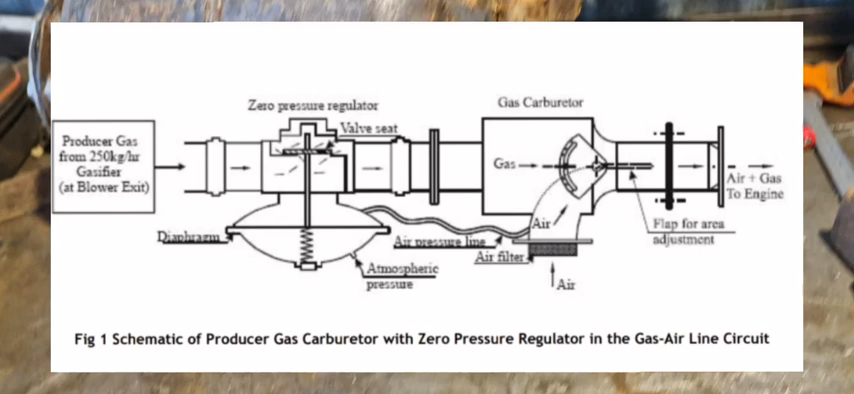 Zero pressure regulator
Gas Carburetor
Valve seat
Producer Gas
from 250kg/hr
Gasifier
(at Blower Exit)
Gas
Air + Gas
To Engine
Air
Flap for area
adjustment
Diaphragm
Air pressure line
Air filter
Atmospheric
pressure
Air
Fig 1 Schematic of Producer Gas Carburetor with Zero Pressure Regulator in the Gas-Air Line Circuit